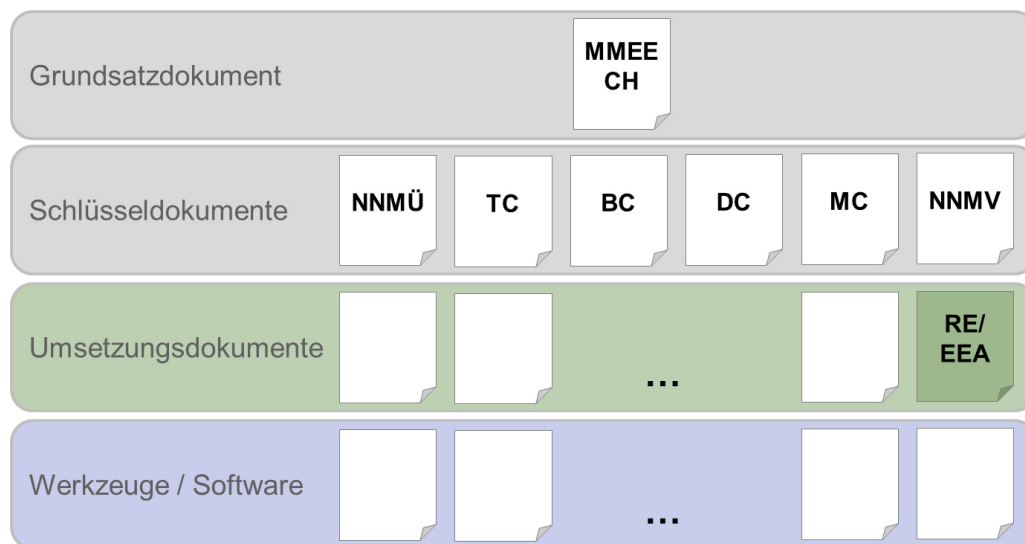 Grundsatzdokument
MMEE
CH
Schlüsseldokumente
NNMÜ
TC
BC
DC
MC
NNMV
Umsetzungsdokumente
...
RE/
EEA
Werkzeuge / Software
...